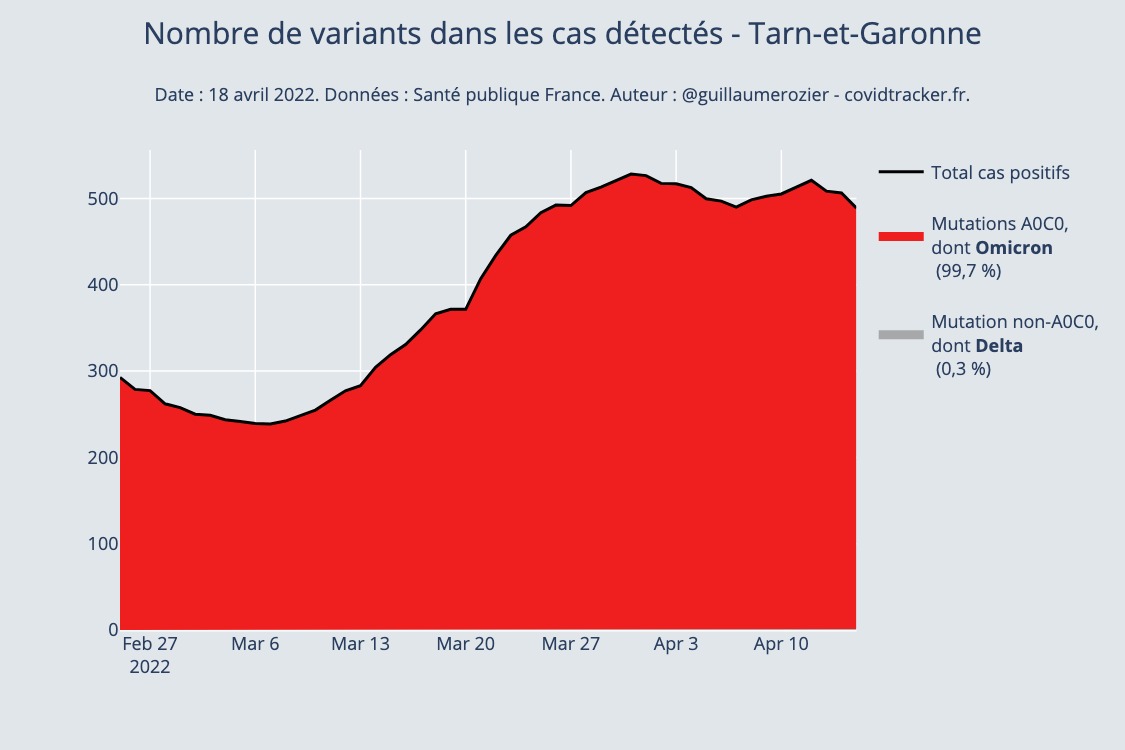 Nombre de variants dans les cas détectés - Tarn-et-Garonne
Date : 18 avril 2022. Données : Santé publique France. Auteur : @guillaumerozier - covidtracker.fr.
Total cas positifs
Mutations A0C0,
dont Omicron
(99,7 %)
Mutation non-A0C0,
dont Delta
(0,3 %)
500
400
300
200
100
0
Feb 27
2022
Mar 6
Mar 13
Mar 20
Mar 27
Apr 3
Apr 10